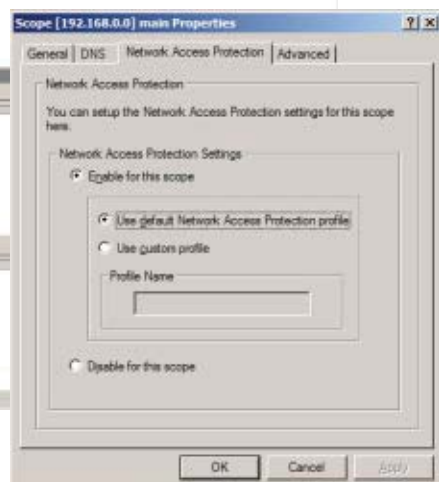 Scope [192.168.0.0] main Properties
General
DNS
Network Access Protection
Advanced
Network Access Protection
You can setup the Network Access Protection settings for this scope
here.
Network Access Protection Settings
Enable for this scope
Use default Network Access Protection profile
Use custom profile
Profile Name
Disable for this scope
OK
Cancel
Apply